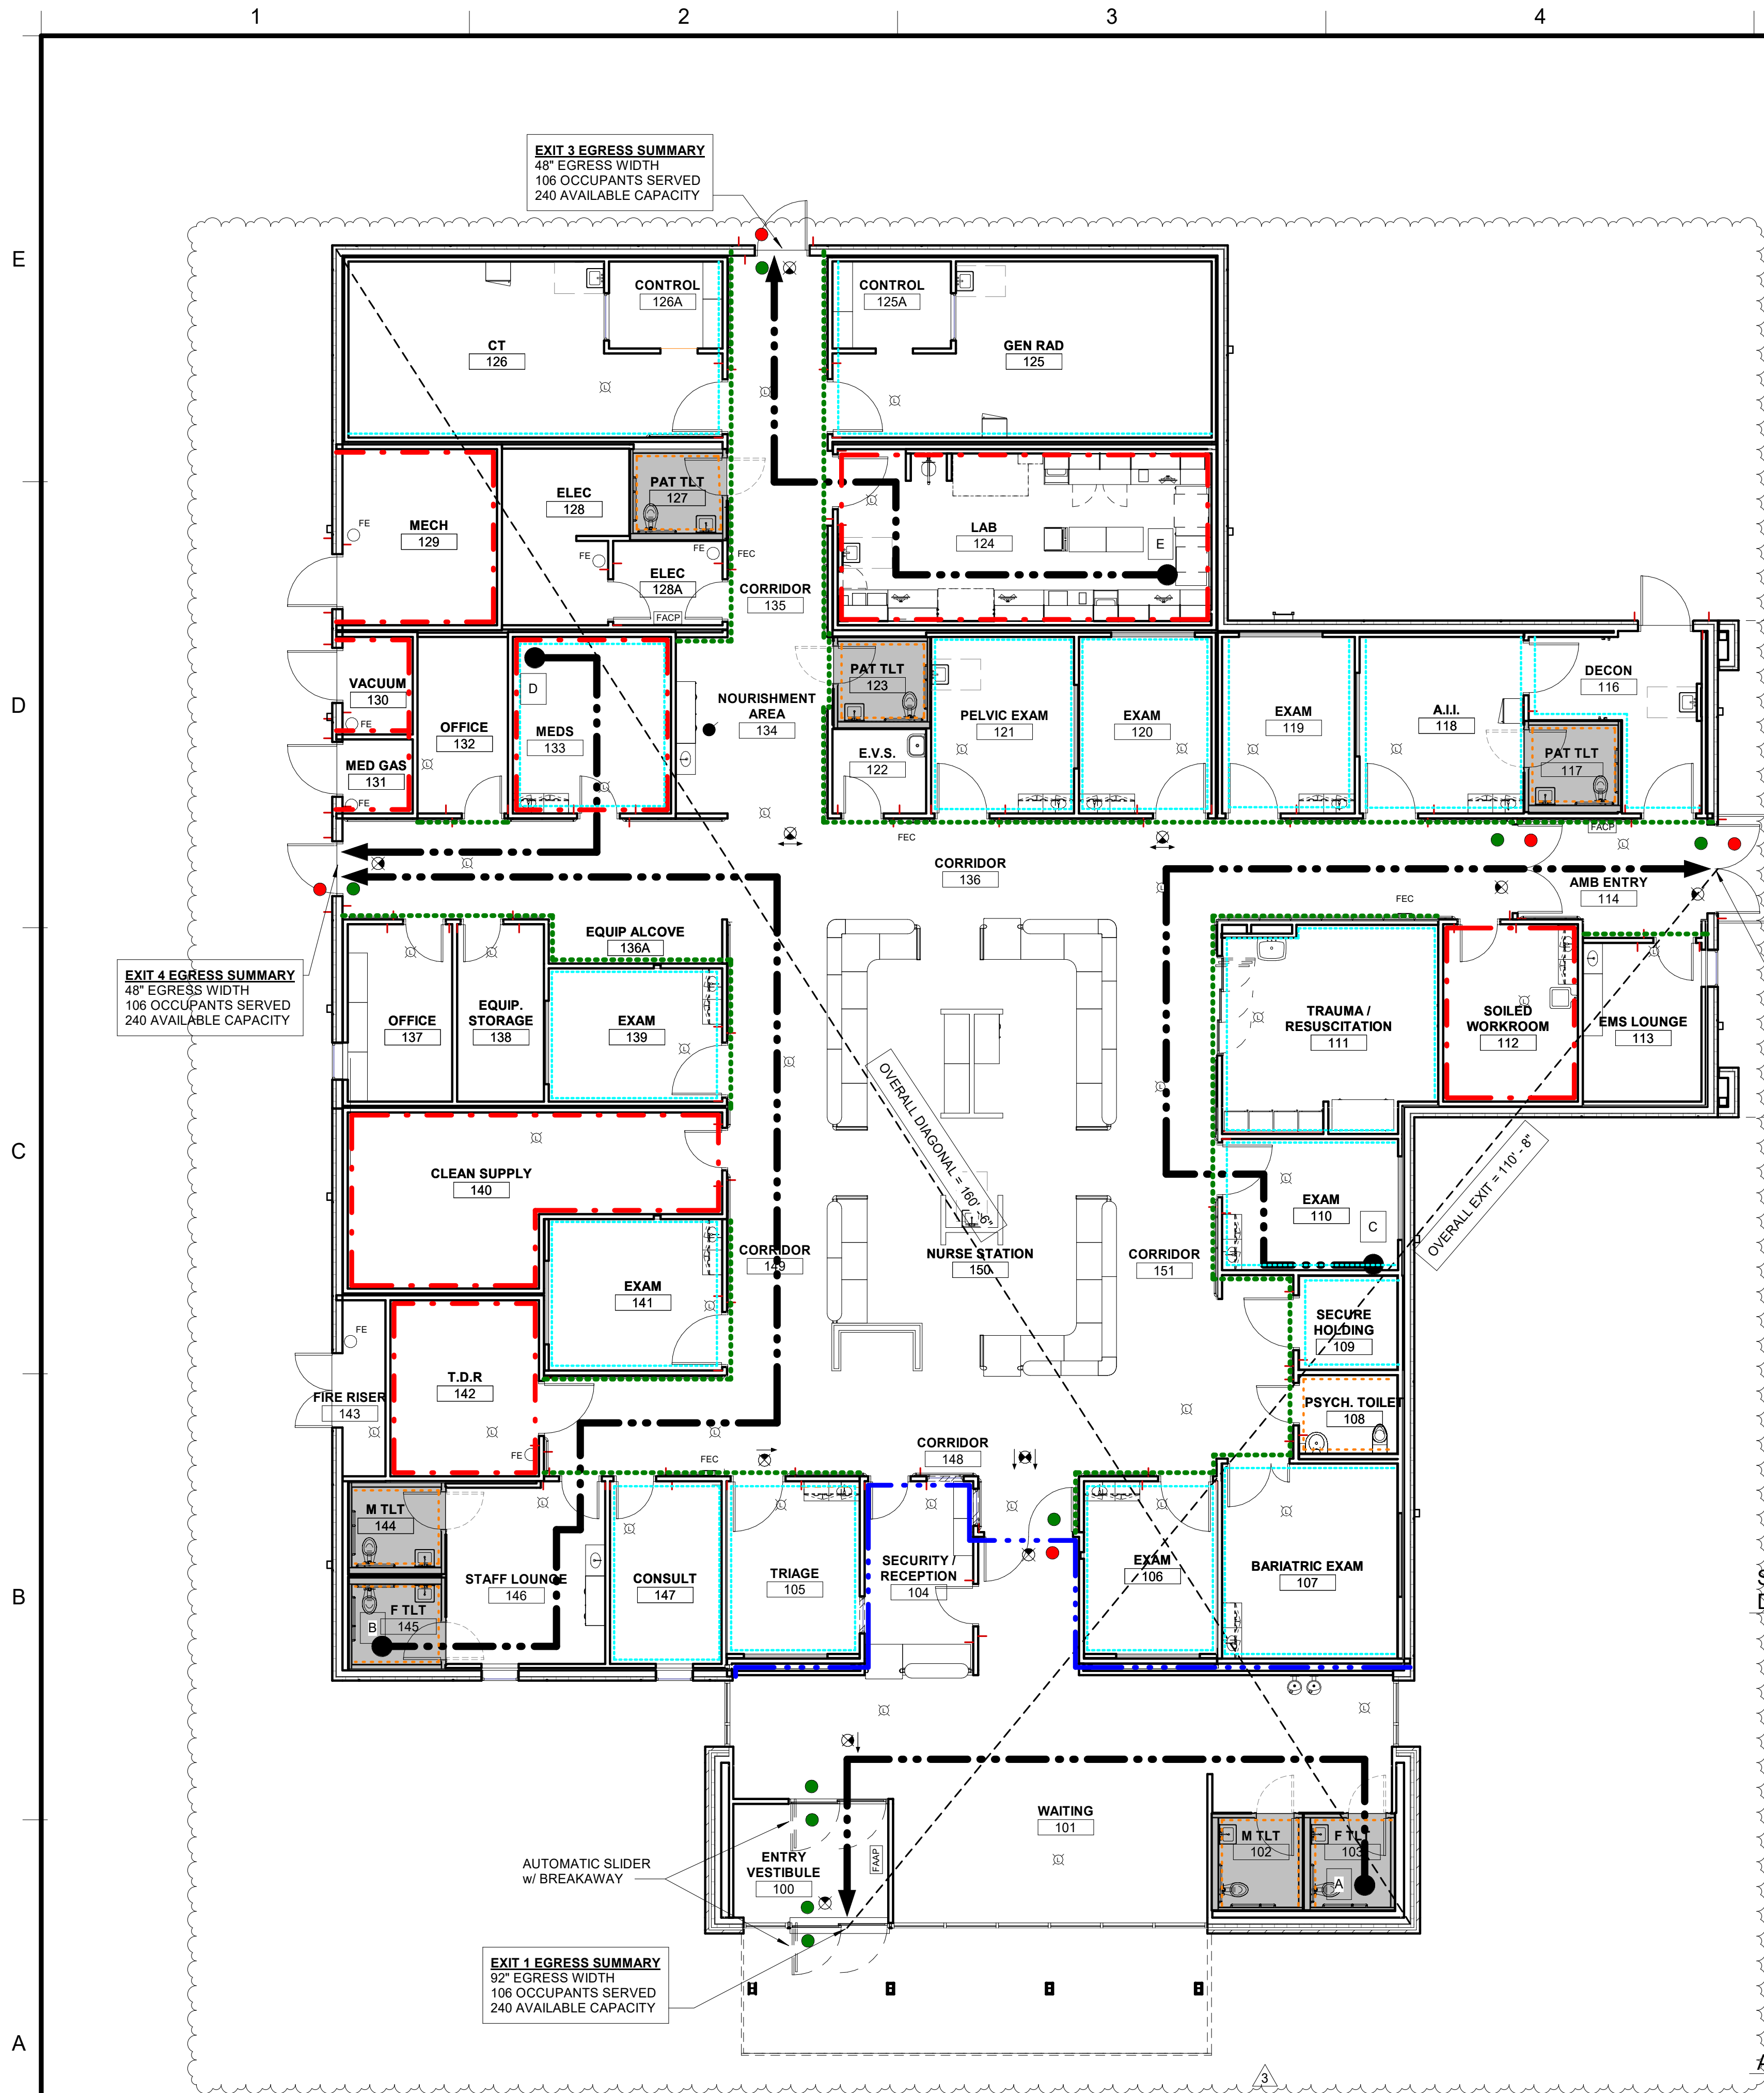 1
2
3
4
E
D
C
B
A
EXIT 3 EGRESS SUMMARY
48" EGRESS WIDTH
106 OCCUPANTS SERVED
240 AVAILABLE CAPACITY
CONTROL
126A
CONTROL
125A
CT
126
GEN RAD
125
PAT TLT
127
ELEC
128
MECH
129
FE
FE
FE
FEC
LAB
124
E
ELEC
128A
FACP
CORRIDOR
135
VACUUM
130
FE
OFFICE
132
D
MEDS
133
NOURISHMENT
AREA
134
PAT TLT
123
PELVIC EXAM
121
EXAM
120
EXAM
119
A.I.I.
118
DECON
116
MED GAS
131
FE
E.V.S.
122
PAT TLT
117
FEC
FACP
CORRIDOR
136
AMB ENTRY
114
FEC
EQUIP ALCOVE
136A
EXIT 4 EGRESS SUMMARY
48" EGRESS WIDTH
106 OCCUPANTS SERVED
240 AVAILABLE CAPACITY
OFFICE
137
EQUIP.
STORAGE
138
EXAM
139
TRAUMA /
RESUSCITATION
111
SOILED
WORKROOM
112
EMS LOUNGE
113
OVERALL DIAGONAL = 160' -6"
OVERALL EXIT = 110' - 8"
CLEAN SUPPLY
140
EXAM
110
C
CORRIDOR
149
NURSE STATION
150
CORRIDOR
151
EXAM
141
SECURE
HOLDING
109
FE
T.D.R
142
FIRE RISER
143
PSYCH. TOILET
108
FE
FEC
CORRIDOR
148
M TLT
144
STAFF LOUNGE
146
CONSULT
147
TRIAGE
105
SECURITY /
RECEPTION
104
EXAM
106
BARIATRIC EXAM
107
F TLT
145
B
WAITING
101
M TLT
102
F TLT
103
A
AUTOMATIC SLIDER
w/ BREAKAWAY
ENTRY
VESTIBULE
100
FAAP
EXIT 1 EGRESS SUMMARY
92" EGRESS WIDTH
106 OCCUPANTS SERVED
240 AVAILABLE CAPACITY
3